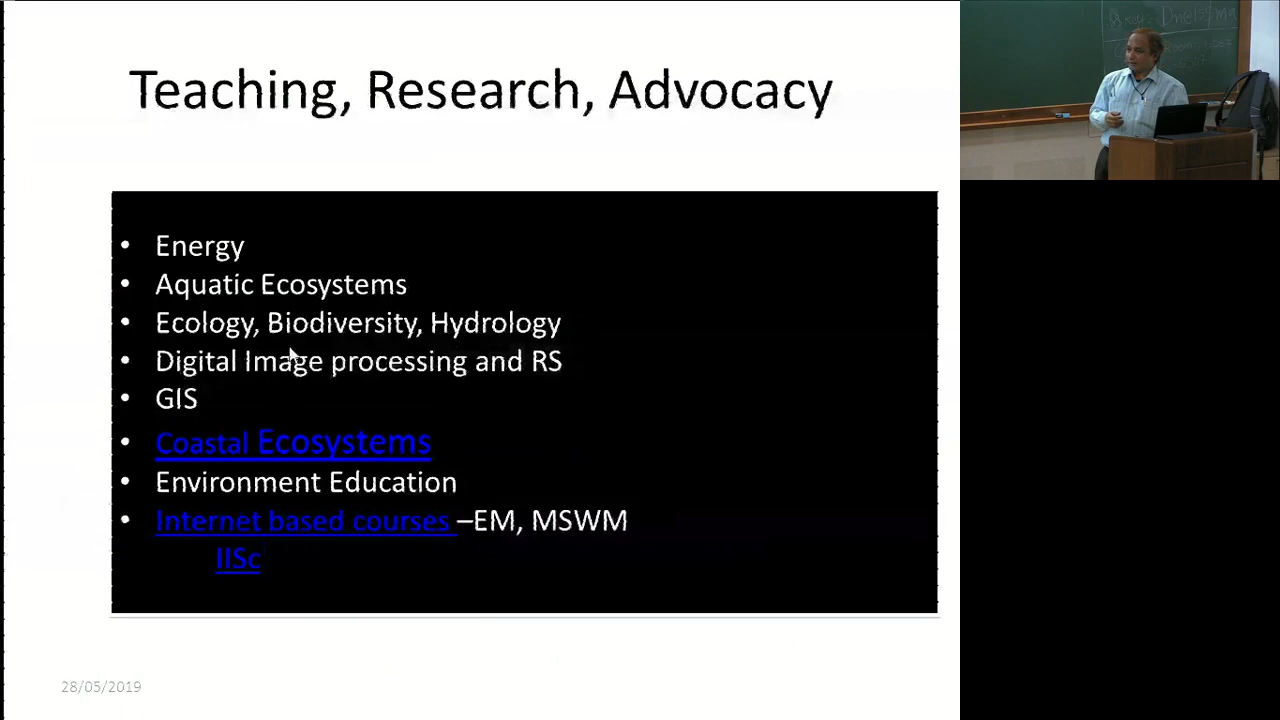 Teaching, Research, Advocacy
• Energy
• Aquatic Ecosystems
• Ecology, Biodiversity, Hydrology
• Digital Image processing and RS
• GIS
• Coastal Ecosystems
• Environment Education
• Internet based courses –EM, MSWM
IISc
28/05/2019